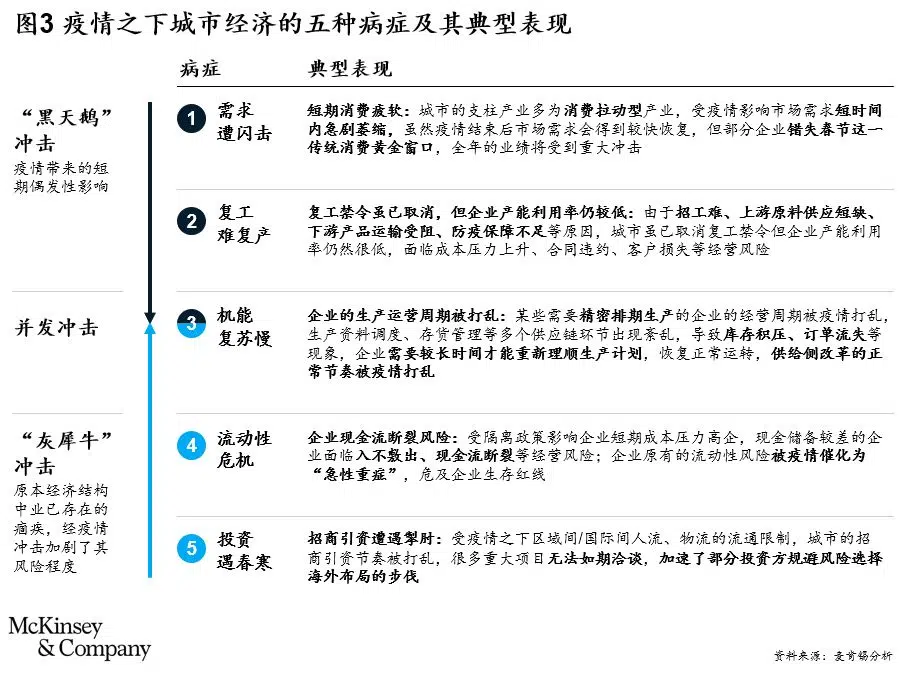 图3 疫情之下城市经济的五种病症及其典型表现
病症
典型表现
“黑天鹅”
冲击
疫情带来的短
期偶发性影响
1
需求
遭闪击
短期消费疲软：城市的支柱产业多为消费拉动型产业，受疫情影响市场需求短时间
内急剧萎缩，虽然疫情结束后市场需求会得到较快恢复，但部分企业错失春节这一
传统消费黄金窗口，全年的业绩将受到重大冲击
2
复工
难复产
复工禁令虽已取消，但企业产能利用率仍较低：由于招工难、上游原料供应短缺、
下游产品运输受阻、防疫保障不足等原因，城市虽已取消复工禁令但企业产能利用
率仍然很低，面临成本压力上升、合同违约、客户损失等经营风险
并发冲击
3
机能
复苏慢
企业的生产运营周期被打乱：某些需要精密排期生产的企业的经营周期被疫情打乱，
生产资料调度、存货管理等多个供应链环节出现紊乱，导致库存积压、订单流失等
现象，企业需要较长时间才能重新理顺生产计划，恢复正常运转，供给侧改革的正
常节奏被疫情打乱
“灰犀牛”
冲击
原本经济结构
中业已存在的
痼疾，经疫情
冲击加剧了其
风险程度
4
流动性
危机
企业现金流断裂风险：受隔离政策影响企业短期成本压力高企，现金储备较差的企
业面临入不敷出、现金流断裂等经营风险；企业原有的流动性风险被疫情催化为
“急性重症”，危及企业生存红线
5
投资
遇春寒
招商引资遭遇掣肘：受疫情之下区域间/国际间人流、物流的流通限制，城市的招
商引资节奏被打乱，很多重大项目无法如期洽谈，加速了部分投资方规避风险选择
海外布局的步伐
McKinsey
& Company
资料来源：麦肯锡分析